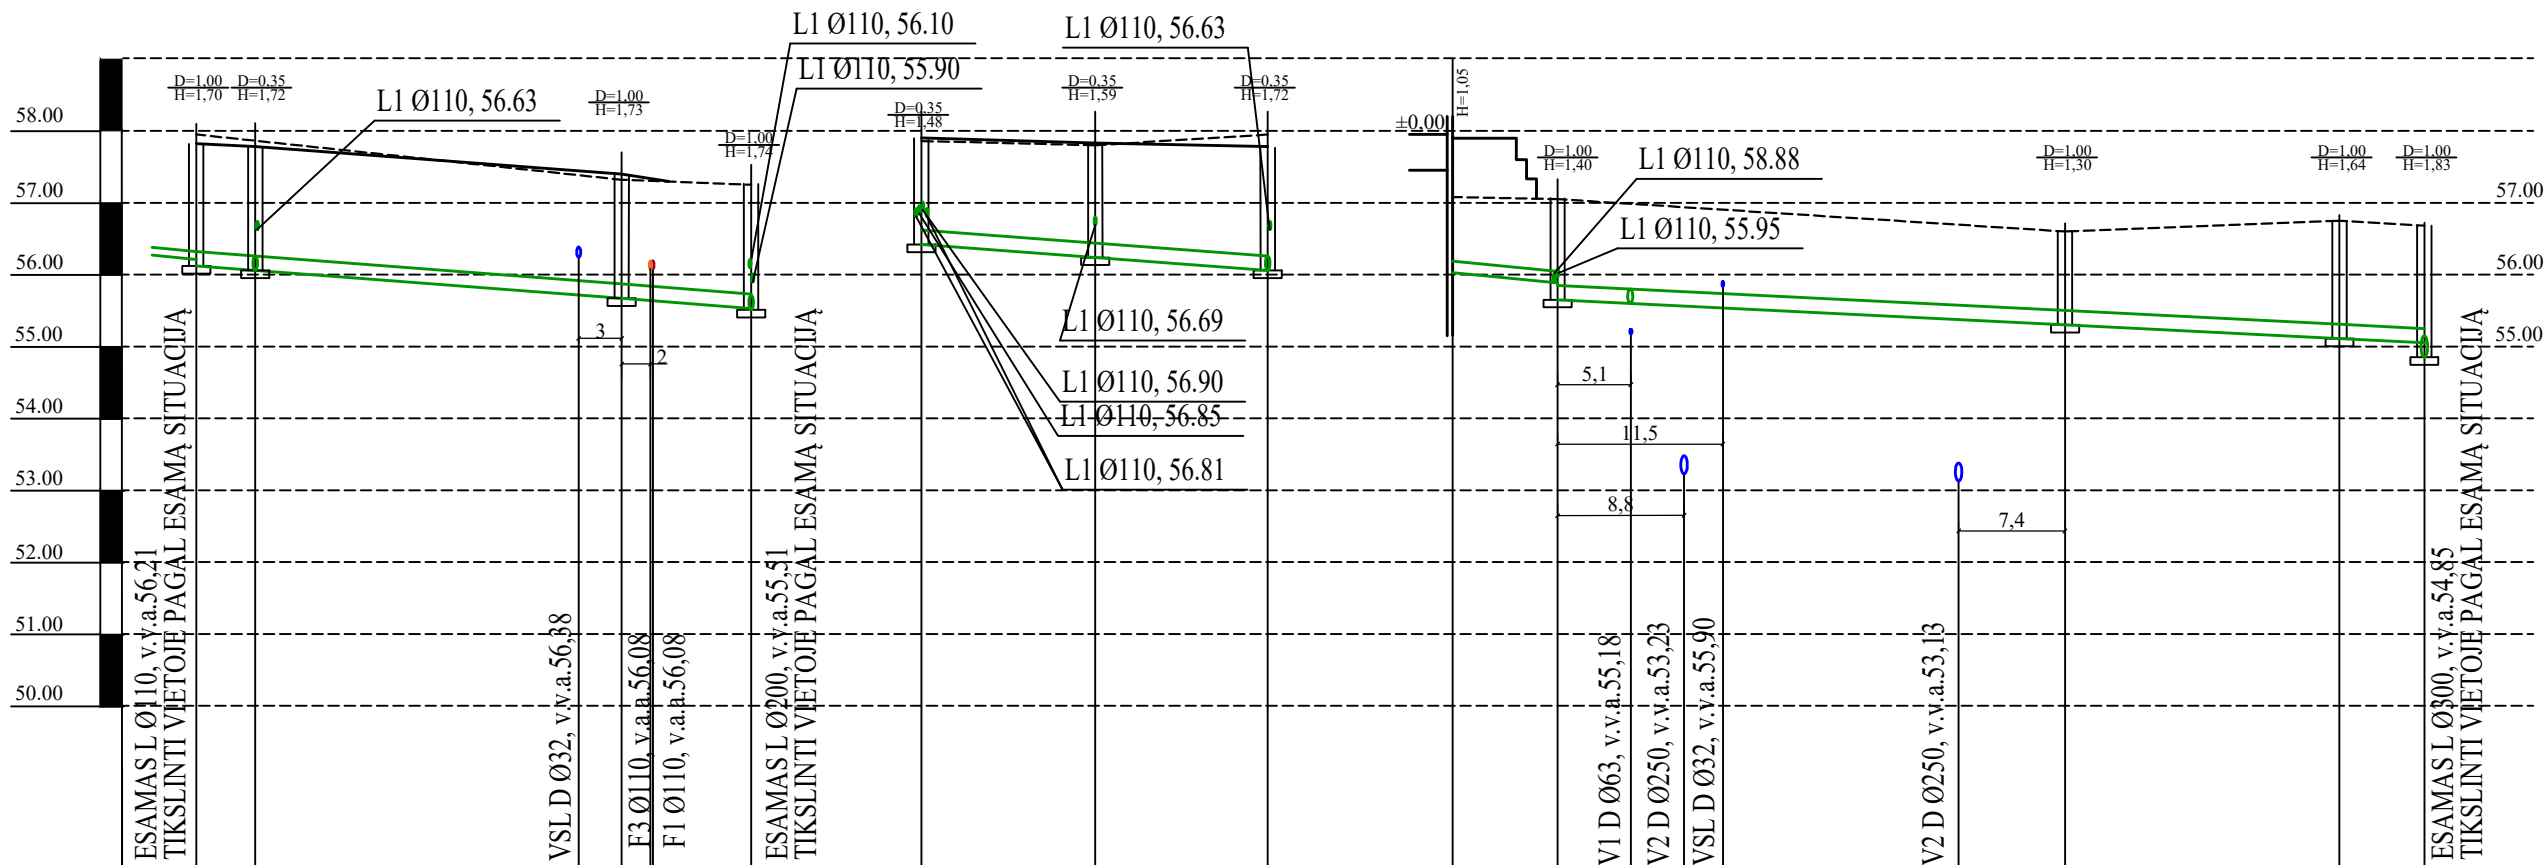 L1 Ø110, 56.10
L1 Ø110, 56.63
L1 Ø110, 55.90
D=1,00
H=1,70
D=0,35
H=1,72
L1 Ø110, 56.63
D=1,00
H=1,73
D=1,00
H=1,74
D=0,35
H=1,48
D=0,35
H=1,59
D=0,35
H=1,72
H=1,05
±0,00
D=1,00
H=1,40
L1 Ø110, 58.88
D=1,00
H=1,30
D=1,00
H=1,64
D=1,00
H=1,83
L1 Ø110, 55.95
58.00
57.00
56.00
55.00
54.00
53.00
52.00
51.00
50.00
57.00
56.00
55.00
L1 Ø110, 56.69
L1 Ø110, 56.90
L1 Ø110, 56.85
L1 Ø110, 56.81
3
2
5,1
11,5
8,8
7,4
ESAMAS L Ø110, v.v.a.56,21
TIKSLINTI VIETOJE PAGAL ESAMĄ SITUACIJĄ
VSL D Ø32, v.v.a.56,38
F3 Ø110, v.a.a.56,08
F1 Ø110, v.a.a.56,08
ESAMAS L Ø200, v.v.a.55,51
TIKSLINTI VIETOJE PAGAL ESAMĄ SITUACIJĄ
V1 D Ø63, v.v.a.55,18
V2 D Ø250, v.v.a.53,23
VSL D Ø32, v.v.a.55,90
V2 D Ø250, v.v.a.53,13
ESAMAS L Ø300, v.v.a.54,85
TIKSLINTI VIETOJE PAGAL ESAMĄ SITUACIJĄ